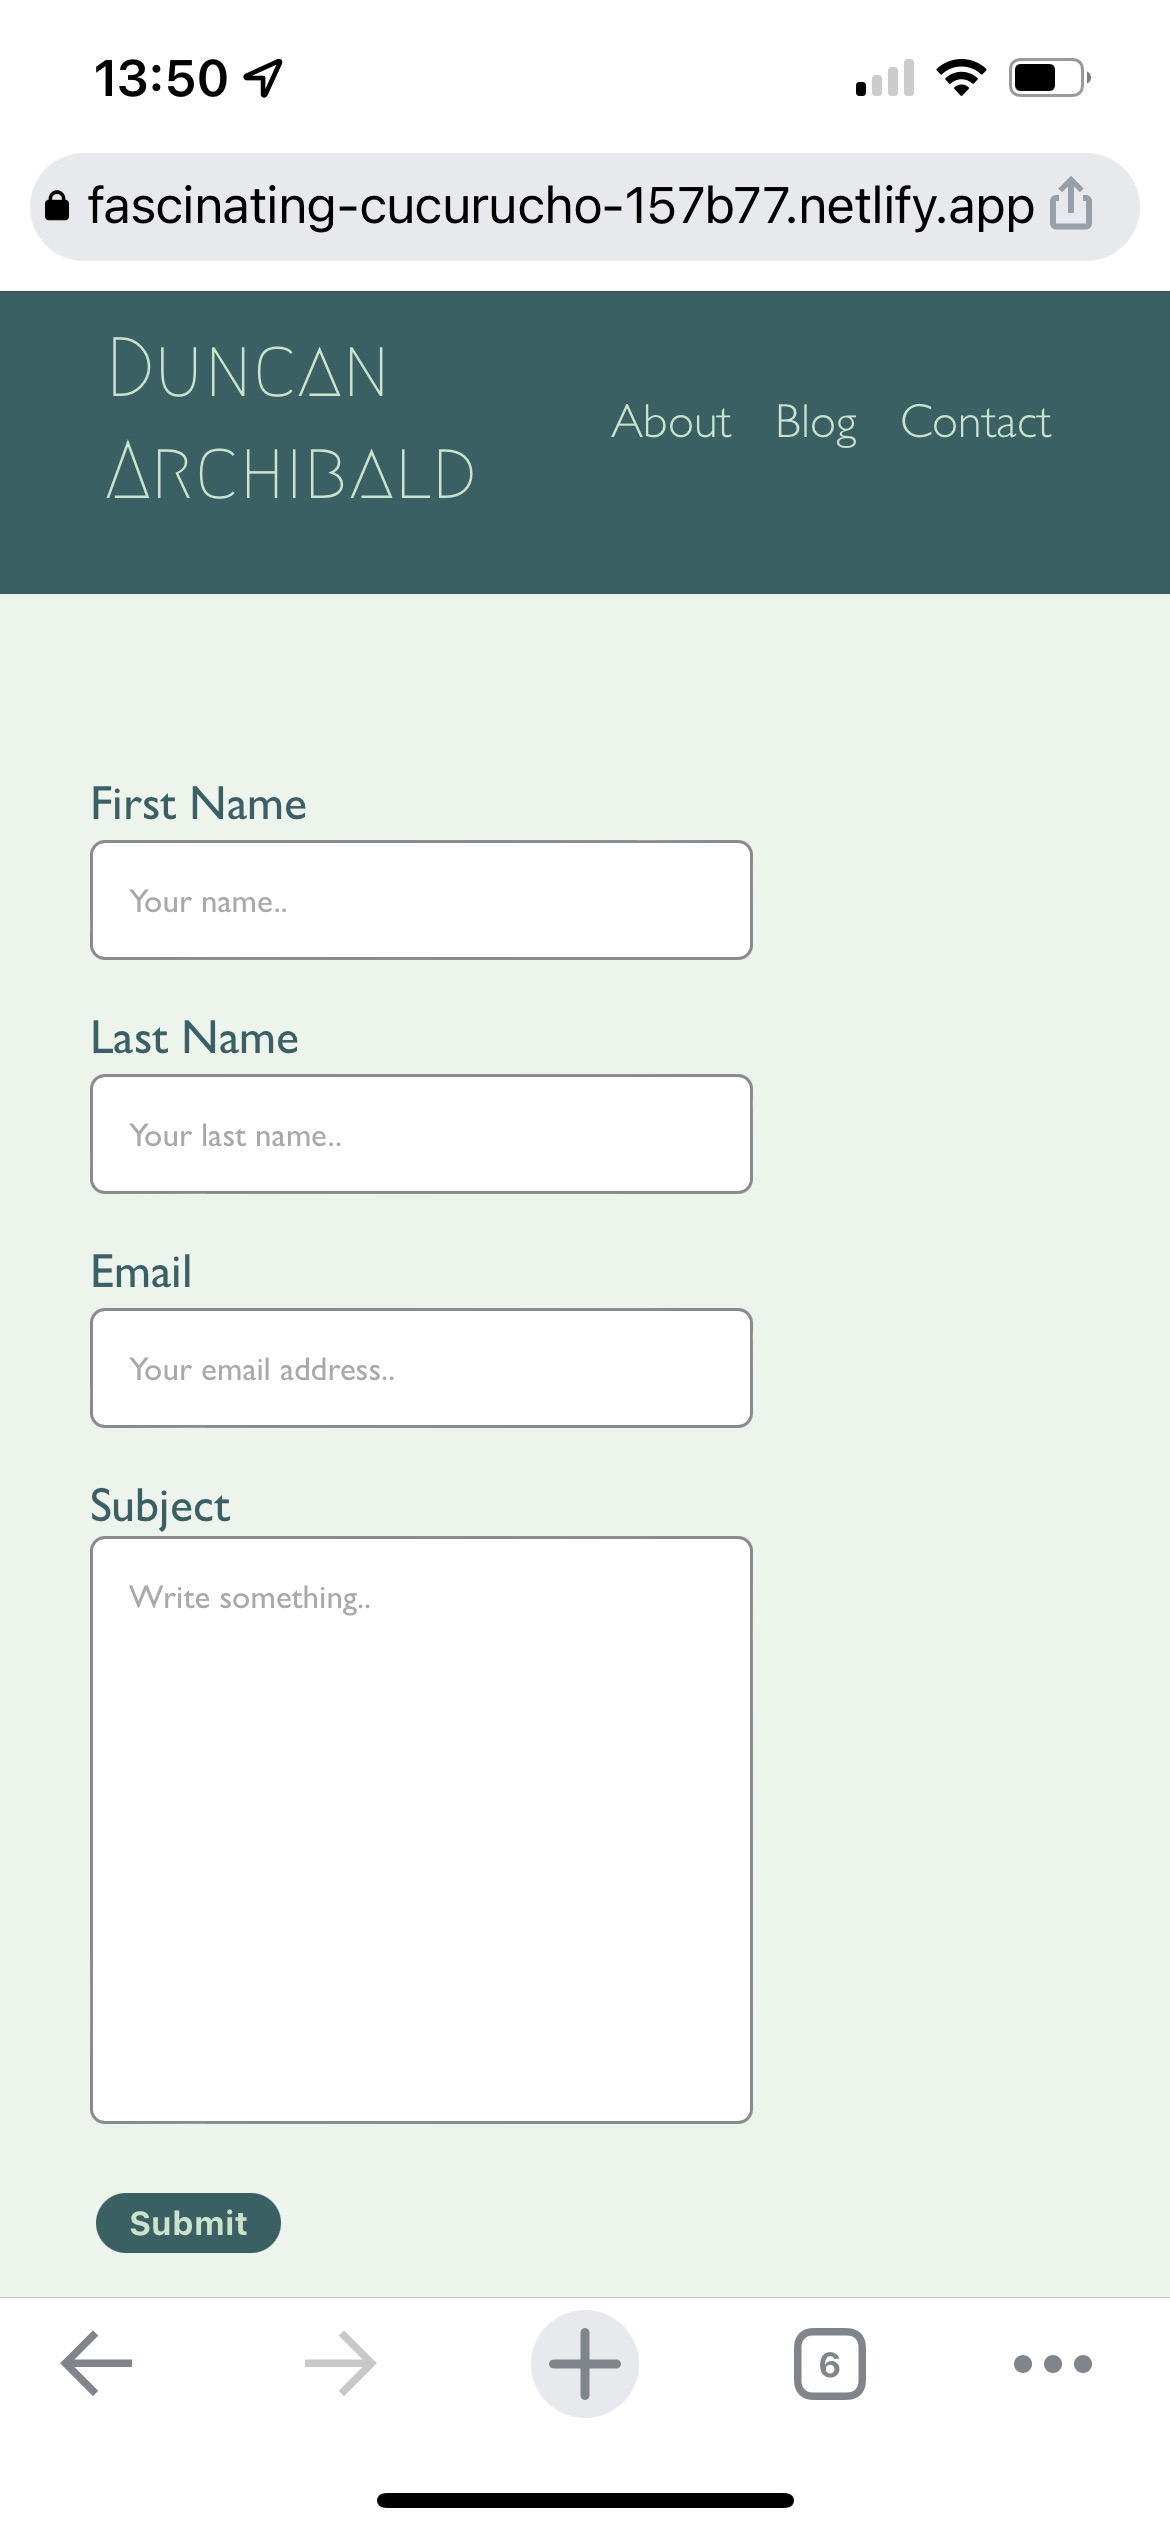 13:50
fascinating-cucurucho-157b77.netlify.app
Duncan
Archibald
About Blog Contact
First Name
Your name..
Last Name
Your last name..
Email
Your email address..
Subject
Write something..
Submit
6